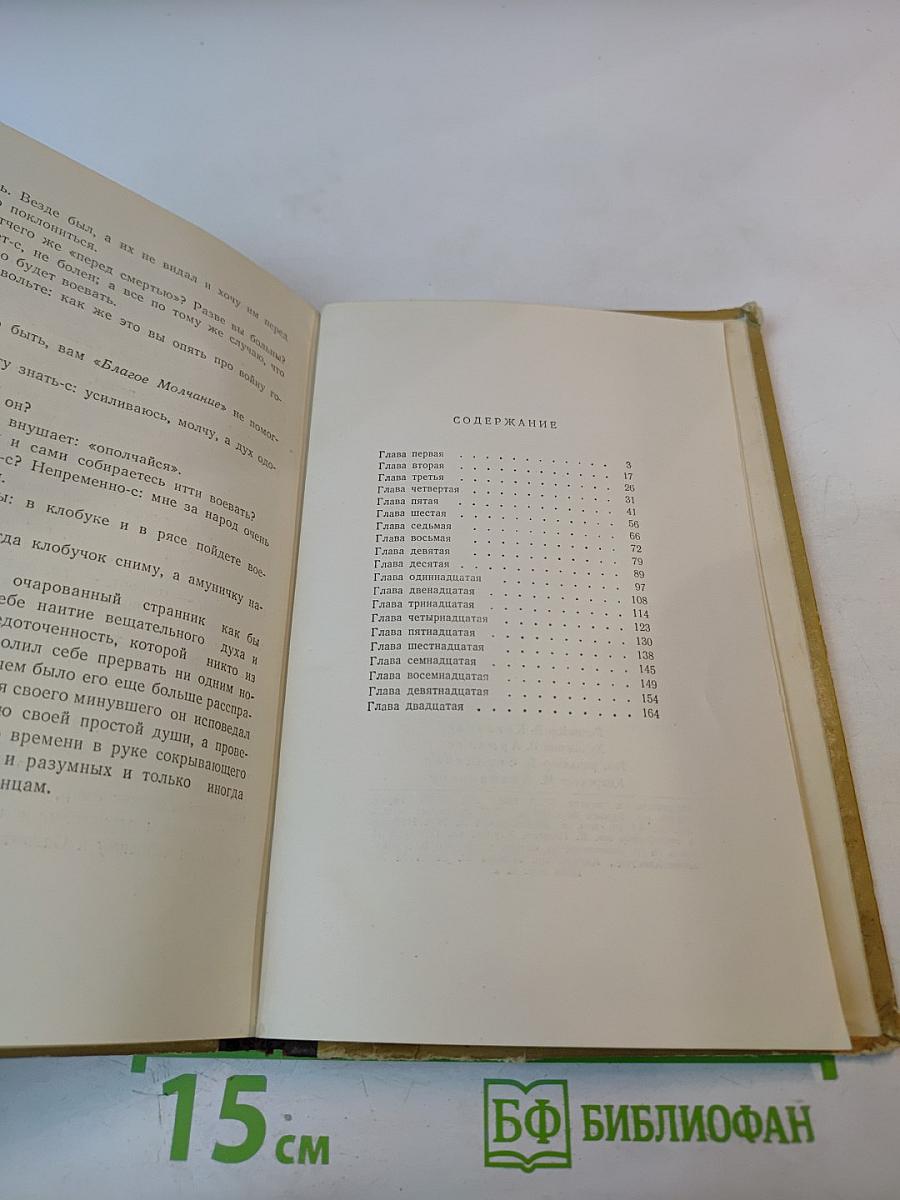 ь. Везде был, а их не видал и хочу им перед
поклониться.
тчего же «перед смертью»? Разве вы больны?
ет-с, не болен; а все по тому же случаю, что
о будет воевать.
вольте: как же это вы опять про войну го-
о быть, вам «Благое Молчание» не помог-
гу знать-с: усиливаюсь, молчу, а дух одо-
он?
внушает: «ополчайся».
и сами собираетесь итти воевать?
-с? Непременно-с: мне за народ очень
ы: в клобуке и в рясе пойдете вое-
да клобучок сниму, а амуничку на-
очарованный странник как бы
ебе наитие вещательного духа и
едоточенность, которой никто из
олил себе прервать ни одним во-
чем было его еще больше расспра-
я своего минувшего он исповедал
ю своей простой души, а прове-
о времени в руке сокрывающего
и разумных и только иногда
нцам.
СОДЕРЖАНИЕ
Глава первая . . . . . . . . . . . 3
Глава вторая . . . . . . . . . . . 17
Глава третья . . . . . . . . . . . 26
Глава четвертая . . . . . . . . . . . 31
Глава пятая . . . . . . . . . . . 41
Глава шестая . . . . . . . . . . . 56
Глава седьмая . . . . . . . . . . . 66
Глава восьмая . . . . . . . . . . . 72
Глава девятая . . . . . . . . . . . 79
Глава десятая . . . . . . . . . . . 89
Глава одиннадцатая . . . . . . . . . . 97
Глава двенадцатая . . . . . . . . . . 108
Глава тринадцатая . . . . . . . . . . 114
Глава четырнадцатая . . . . . . . . . . 123
Глава пятнадцатая . . . . . . . . . . 130
Глава шестнадцатая . . . . . . . . . . 138
Глава семнадцатая . . . . . . . . . . 145
Глава восемнадцатая . . . . . . . . . . 149
Глава девятнадцатая . . . . . . . . . . 154
Глава двадцатая . . . . . . . . . . . 164
15 см
БФ БИБЛИОФАН